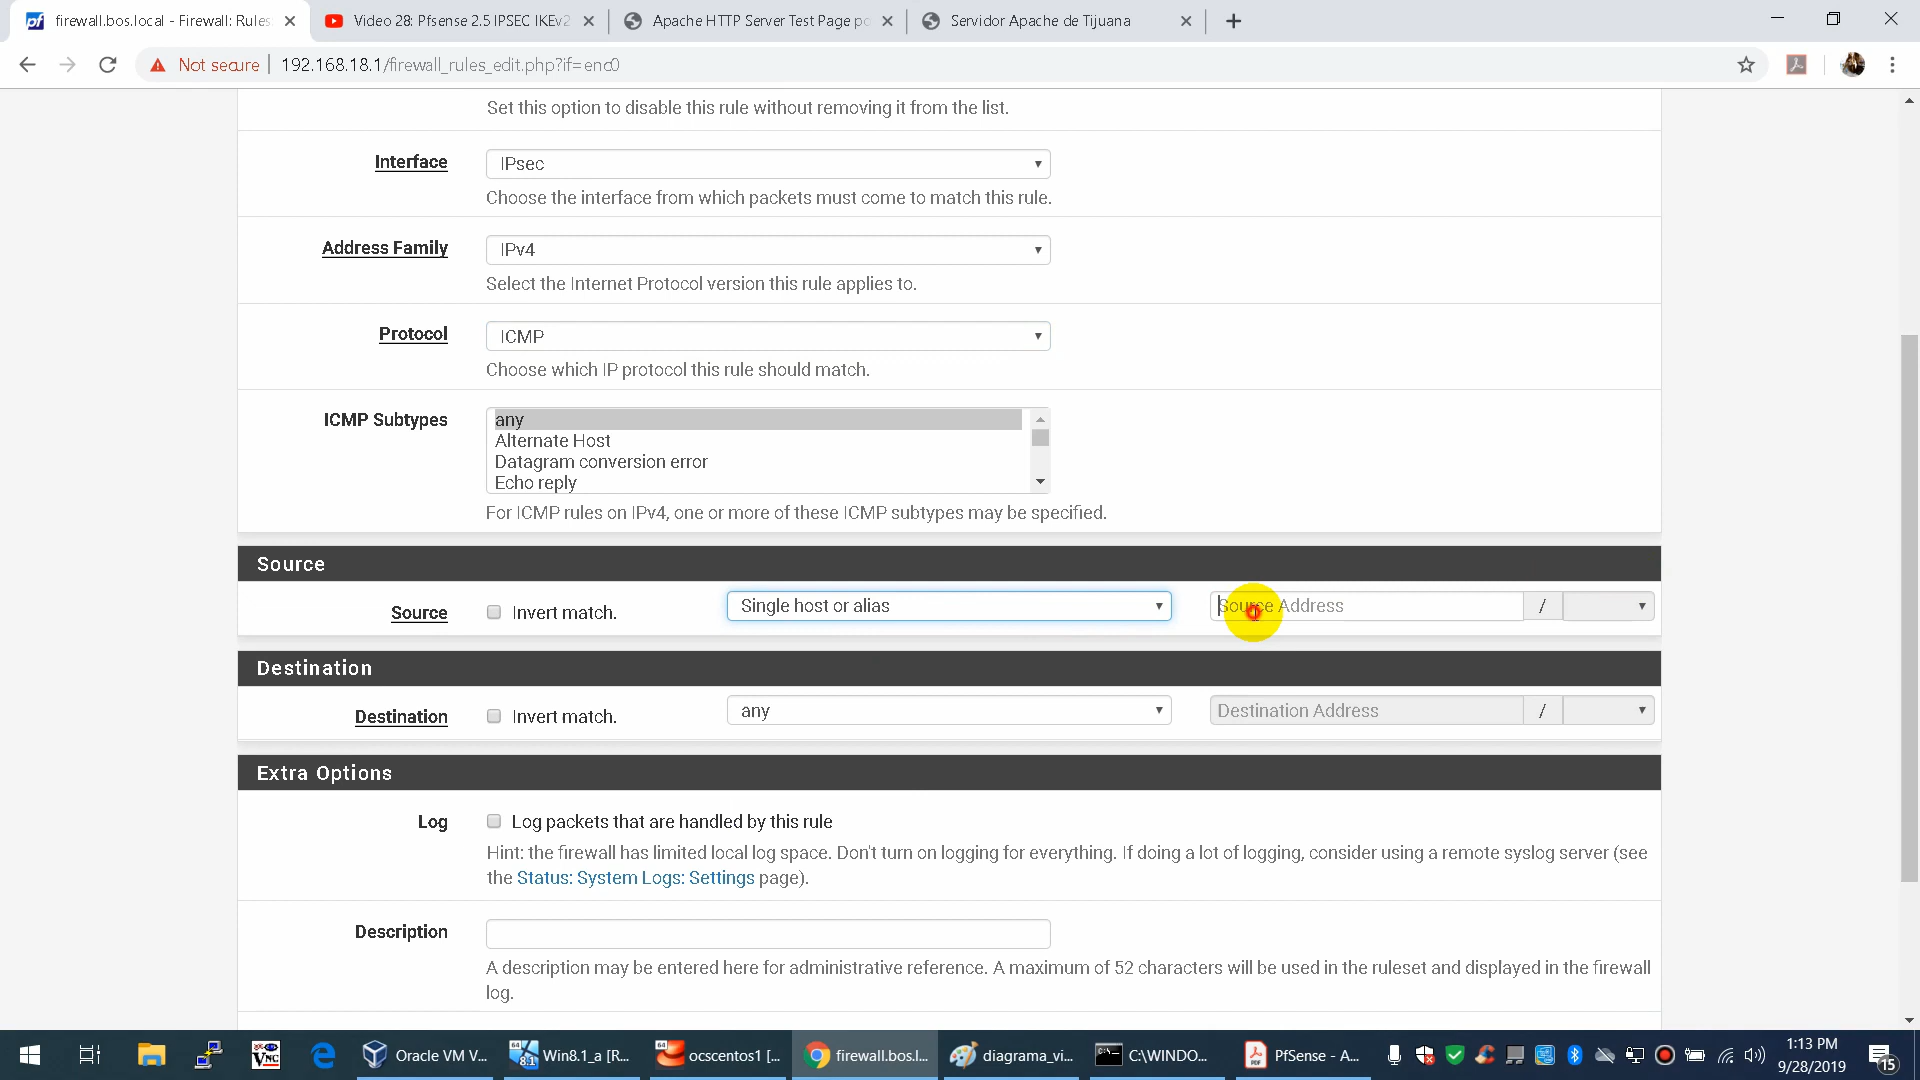 firewall.bos.local - Firewall: Rules:
Video 28: Pfsense 2.5 IPSEC IKEv2
Apache HTTP Server Test Page po
Servidor Apache de Tijuana
Not secure
192.168.18.1/firewall_rules_edit.php?if=enc0
Set this option to disable this rule without removing it from the list.
Interface
IPsec
Choose the interface from which packets must come to match this rule.
Address Family
IPv4
Select the Internet Protocol version this rule applies to.
Protocol
ICMP
Choose which IP protocol this rule should match.
ICMP Subtypes
any
Alternate Host
Datagram conversion error
Echo reply
For ICMP rules on IPv4, one or more of these ICMP subtypes may be specified.
Source
Source
Invert match.
Single host or alias
Source Address
/
Destination
Destination
Invert match.
any
Destination Address
/
Extra Options
Log
Log packets that are handled by this rule
Hint: the firewall has limited local log space. Don't turn on logging for everything. If doing a lot of logging, consider using a remote syslog server (see
the Status: System Logs: Settings page).
Description
A description may be entered here for administrative reference. A maximum of 52 characters will be used in the ruleset and displayed in the firewall
log.
Oracle VM V...
Win8.1_a [R...
ocscentos1 [...
firewall.bos.l...
diagrama_vi...
C:\WINDO...
PfSense - A...
1:13 PM
9/28/2019
15